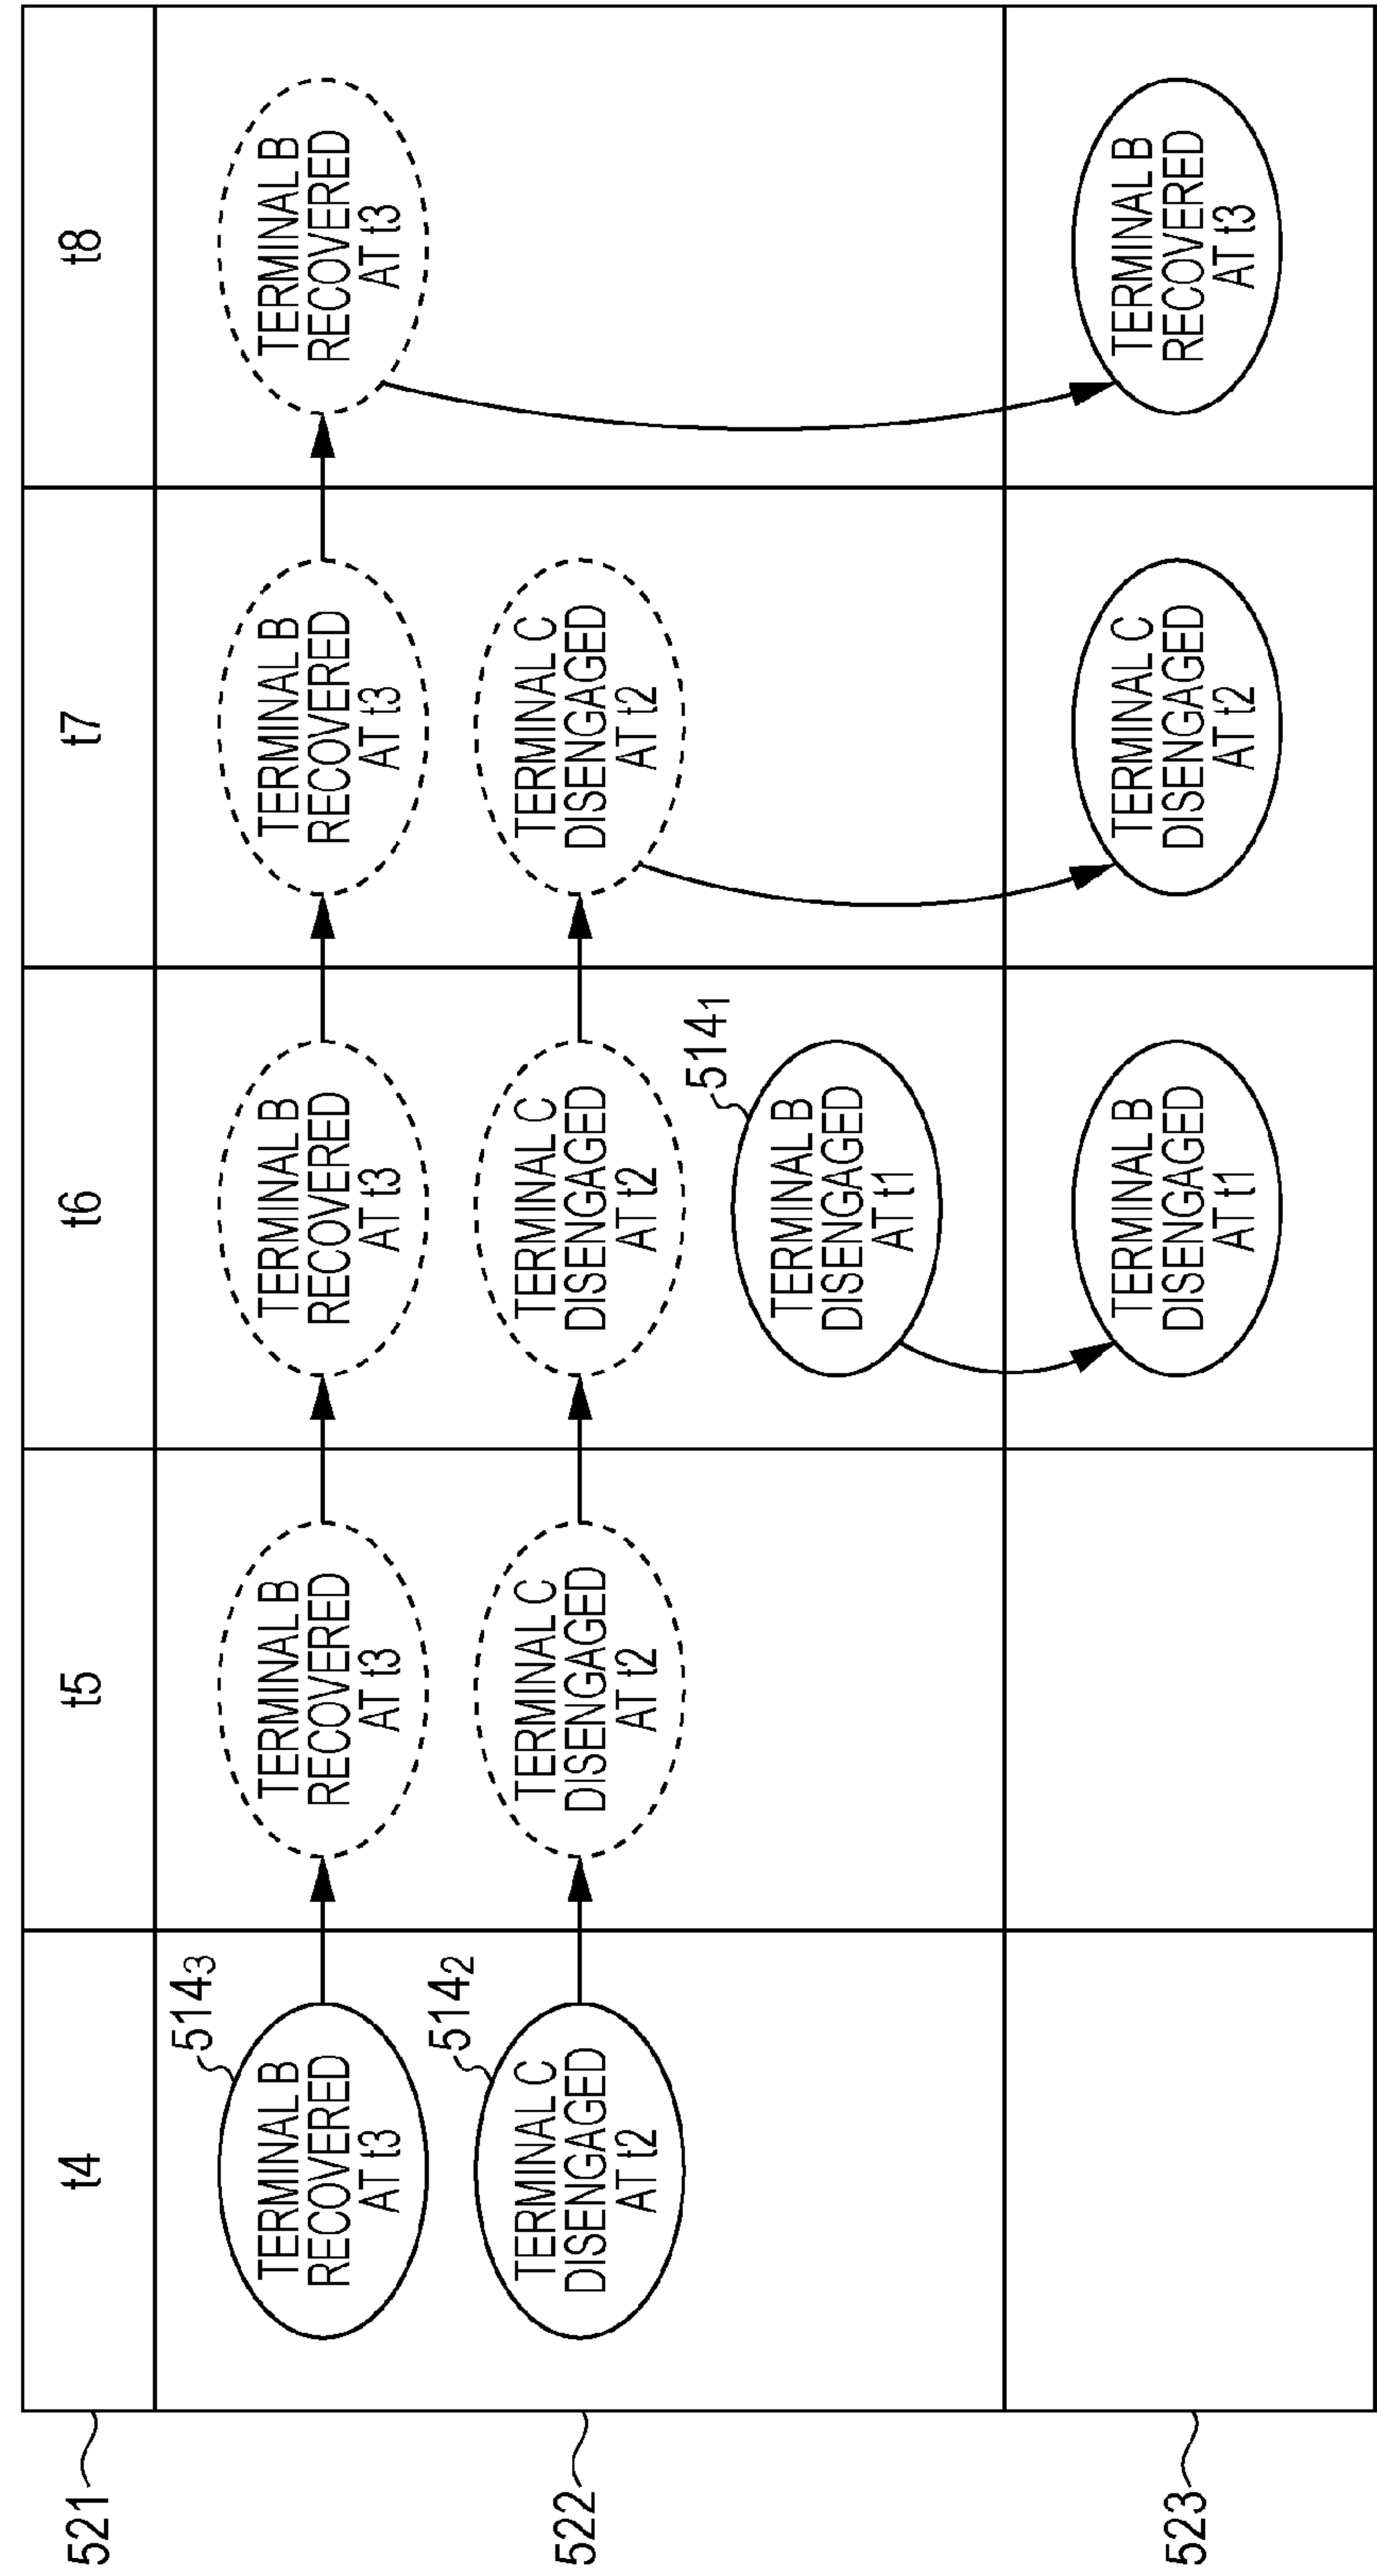 521
t4
t5
t6
t7
t8
522
514₃
TERMINAL B
RECOVERED
AT t3
TERMINAL B
RECOVERED
AT t3
TERMINAL B
RECOVERED
AT t3
TERMINAL B
RECOVERED
AT t3
TERMINAL B
RECOVERED
AT t3
514₂
TERMINAL C
DISENGAGED
AT t2
TERMINAL C
DISENGAGED
AT t2
TERMINAL C
DISENGAGED
AT t2
TERMINAL C
DISENGAGED
AT t2
514₁
TERMINAL B
DISENGAGED
AT t1
523
TERMINAL B
DISENGAGED
AT t1
TERMINAL C
DISENGAGED
AT t2
TERMINAL B
RECOVERED
AT t3